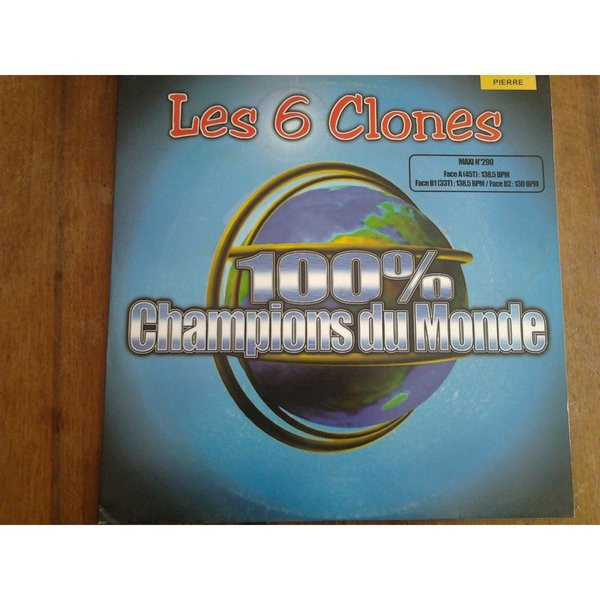 PIERRE
Les 6 Clones
MAXI N°290
Face A (45T) : 138,5 BPM
Face B1 (33T) : 138,5 BPM / Face B2 : 130 BPM
100%
Champions du Monde